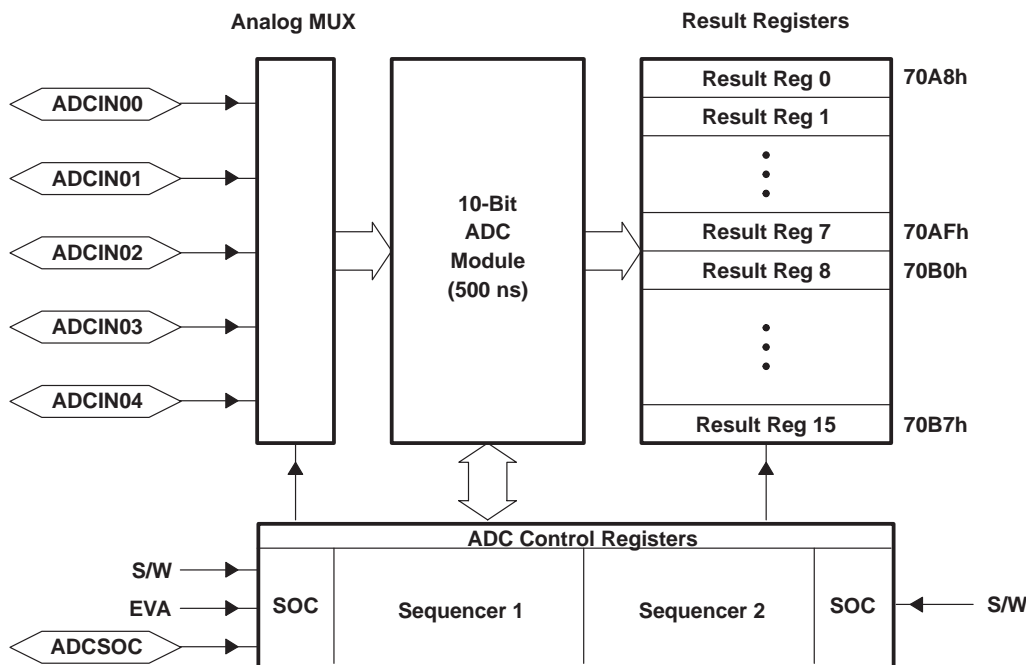 Analog MUX
Result Registers
ADCIN00
ADCIN01
ADCIN02
ADCIN03
ADCIN04
10-Bit
ADC
Module
(500 ns)
Result Reg 0
70A8h
Result Reg 1
Result Reg 7
70AFh
Result Reg 8
70B0h
Result Reg 15
70B7h
ADC Control Registers
S/W
EVA
ADCSOC
SOC
Sequencer 1
Sequencer 2
SOC
S/W